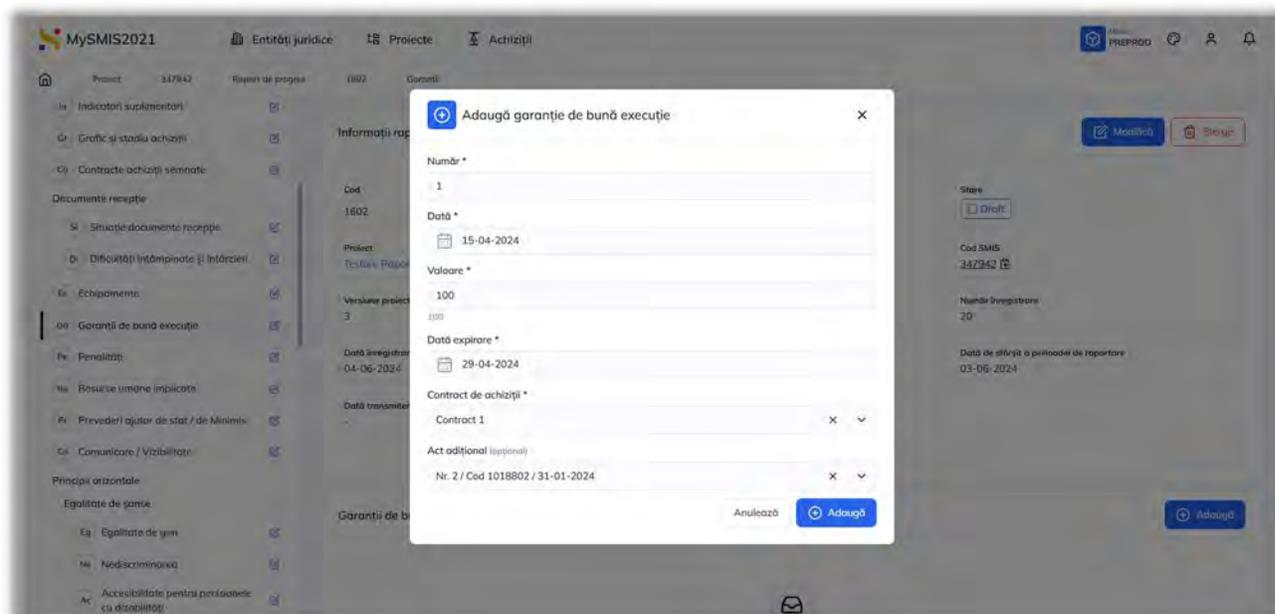 MySMIS2021
Entități juridice
Proiecte
Achiziții
PREPROD
Proiect
347942
Raport de progres
1602
Garanții
Indicatori suplimentari
Grafic și stadiu achiziții
Contracte achiziții semnate
Documente recepție
Situație documente recepție
Dificultăți întâmpinate și întârzieri
Echipamente
Garanții de bună execuție
Penalități
Resurse umane implicate
Prevederi ajutor de stat / de Minimis
Comunicare / Vizibilitate
Principii orizontale
Egalitate de șanse
Eg Egalitate de gen
Nediscriminarea
Ac Accesibilitate pentru persoanele
cu dizabilități
Informații rap
Modifică
Șterge
Cod
1602
Proiect
Testare Rapor
Versiune proiect
3
Dată înregistrar
04-06-2024
Dată transmiter
-
Stare
Draft
Cod SMIS
347942
Număr înregistrare
20
Dată de sfârșit a perioadei de raportare
03-06-2024
Garanții de b
Adaugă
Adaugă garanție de bună execuție
Număr *
1
Dată *
15-04-2024
Valoare *
100
100
Dată expirare *
29-04-2024
Contract de achiziții *
Contract 1
Act adițional (opțional)
Nr. 2 / Cod 1018802 / 31-01-2024
Anulează
Adaugă